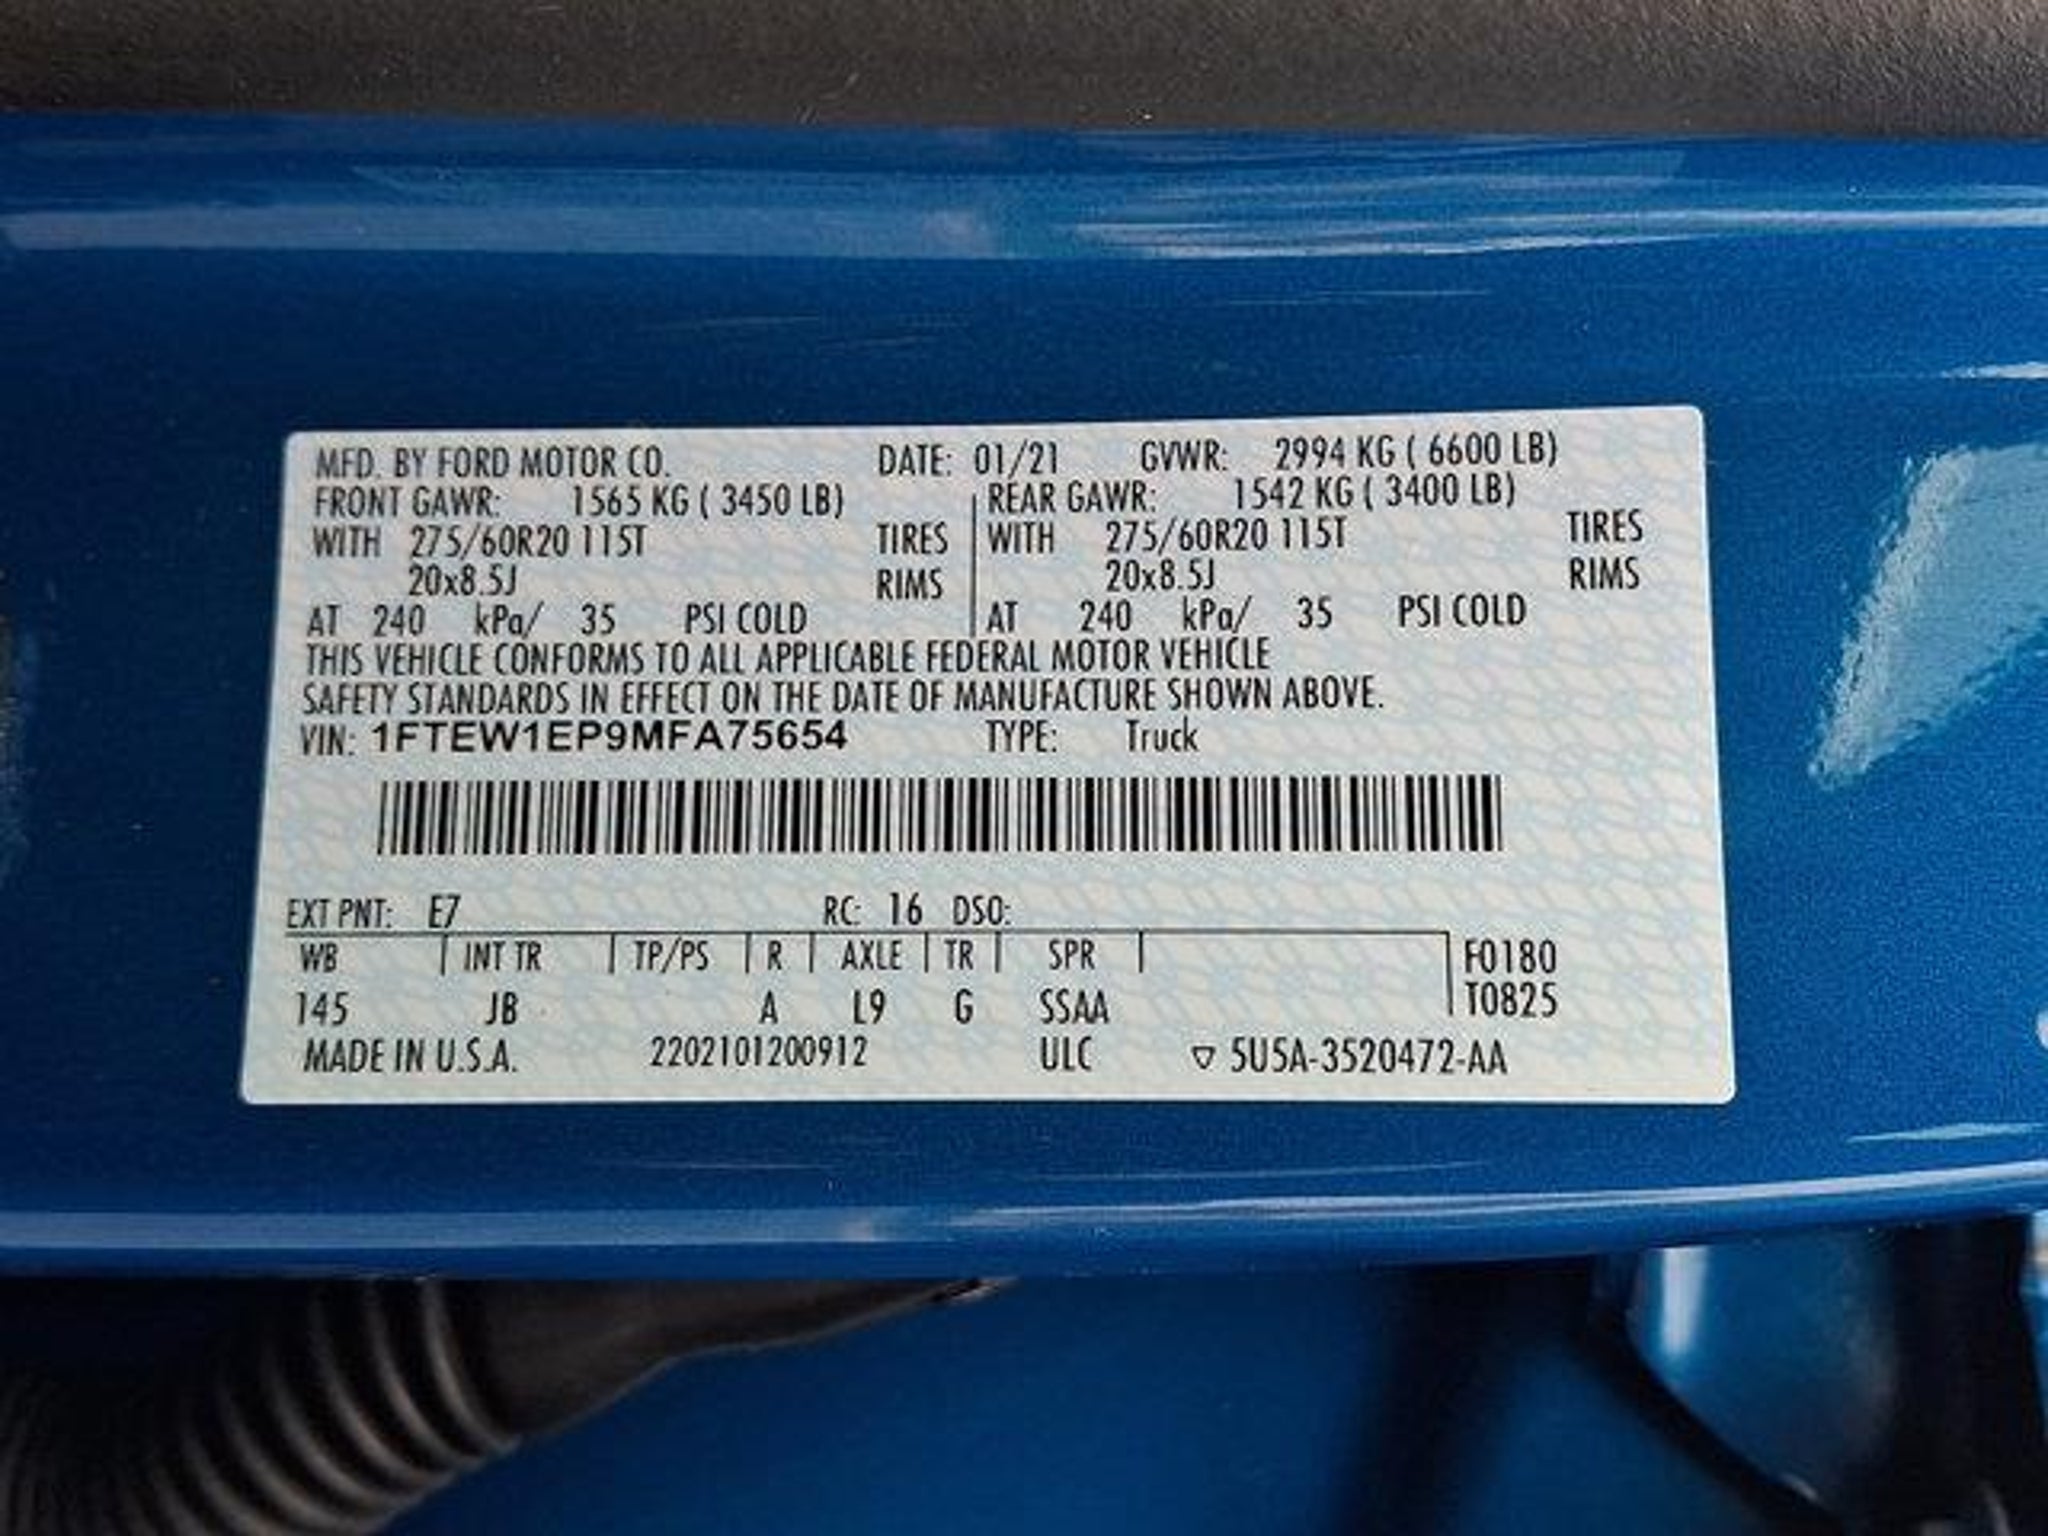 MFD. BY FORD MOTOR CO. DATE: 01/21 GVWR: 2994 KG ( 6600 LB)
FRONT GAWR: 1565 KG ( 3450 LB) REAR GAWR: 1542 KG ( 3400 LB)
WITH 275/60R20 115T TIRES WITH 275/60R20 115T TIRES
20x8.5J RIMS 20x8.5J RIMS
AT 240 kPa/ 35 PSI COLD AT 240 kPa/ 35 PSI COLD
THIS VEHICLE CONFORMS TO ALL APPLICABLE FEDERAL MOTOR VEHICLE
SAFETY STANDARDS IN EFFECT ON THE DATE OF MANUFACTURE SHOWN ABOVE.
VIN: 1FTEW1EP9MFA75654 TYPE: Truck
EXT PNT: E7 RC: 16 DSO:
WB INT TR TP/PS R AXLE TR SPR F0180
145 JB A L9 G SSAA T0825
MADE IN U.S.A. 2202101200912 ULC 5U5A-3520472-AA